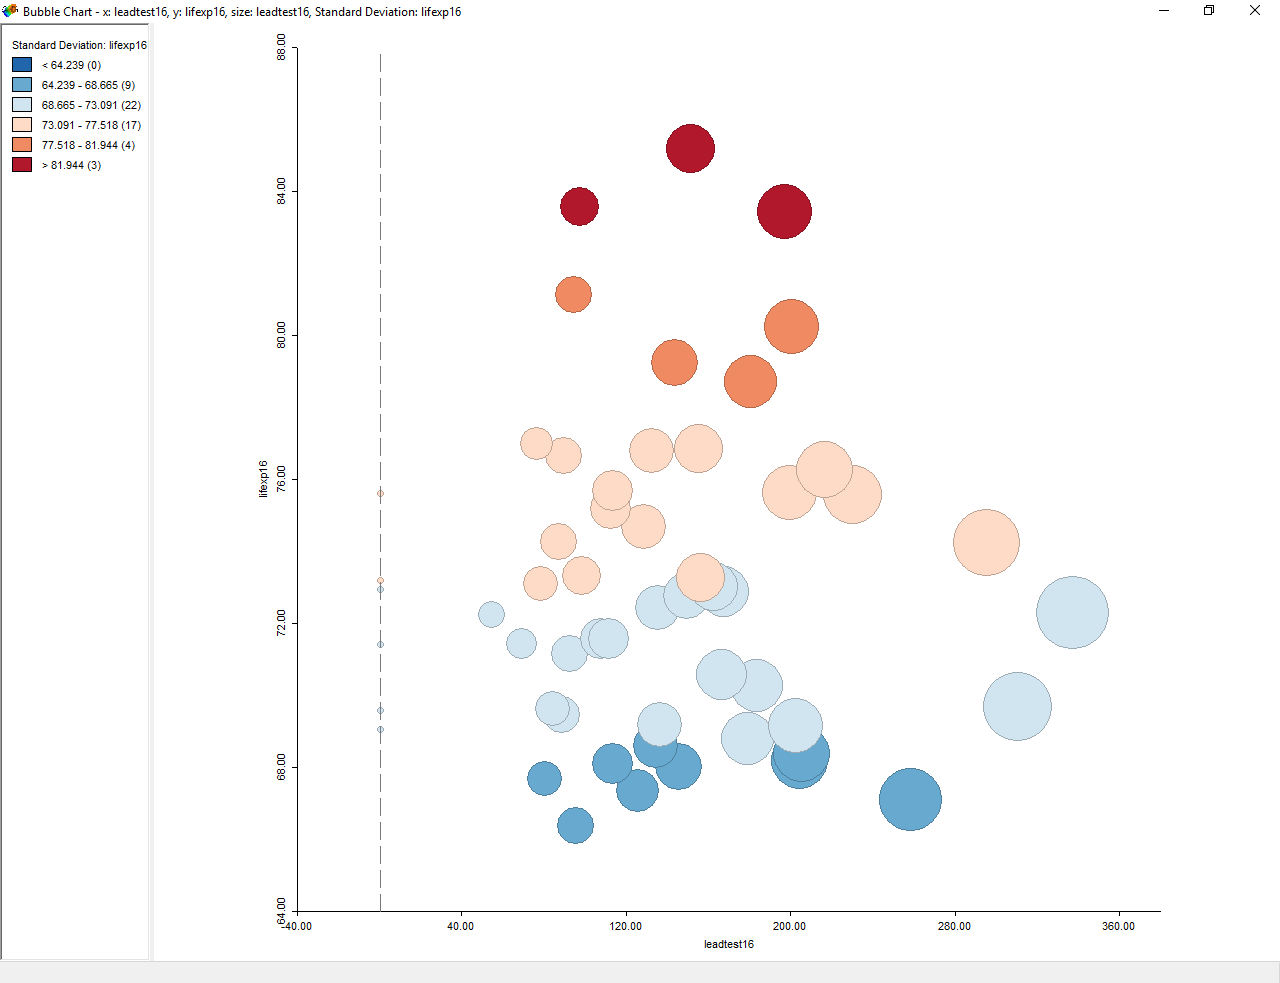 Bubble Chart - x: leadtest16, y: lifexp16, size: leadtest16, Standard Deviation: lifexp16
Standard Deviation: lifexp16
< 64.239 (0)
64.239 - 68.665 (9)
68.665 - 73.091 (22)
73.091 - 77.518 (17)
77.518 - 81.944 (4)
> 81.944 (3)
88.00
84.00
80.00
76.00
72.00
68.00
64.00
lifexp16
-40.00
40.00
120.00
200.00
280.00
360.00
leadtest16